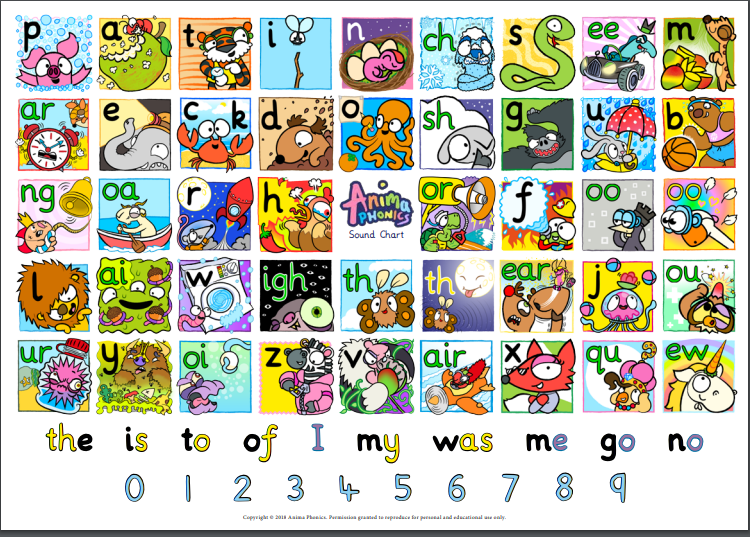 p a t i n ch s ee m
ar e c k d o sh g u b
ng oa r h Anima Phonics or f oo oo
Sound Chart
l ai w igh th th ear j ou
ur y oi z v air x qu ew
the is to of I my was me go no
0 1 2 3 4 5 6 7 8 9
Copyright © 2018 Anima Phonics. Permission granted to reproduce for personal and educational use only.